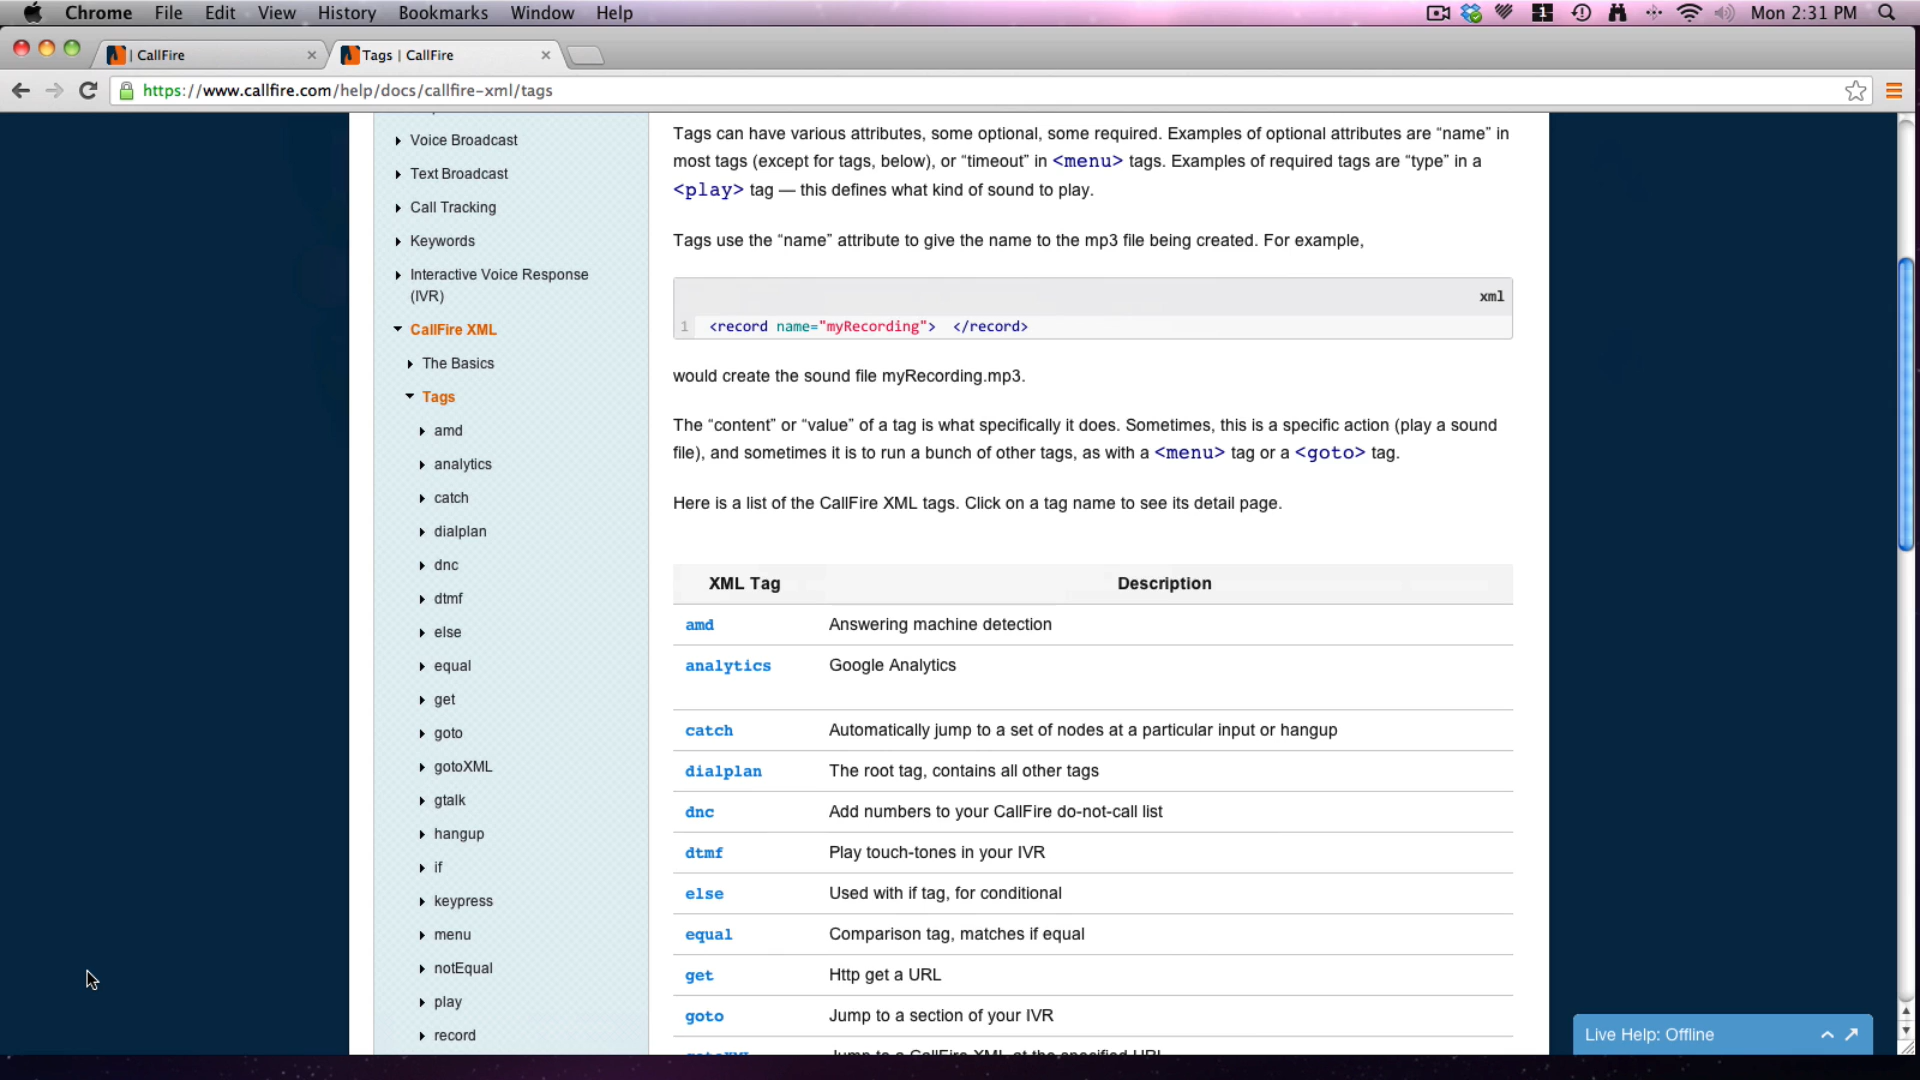 Chrome File Edit View History Bookmarks Window Help 1 Mon 2:31 PM
| CallFire
Tags | CallFire
https://www.callfire.com/help/docs/callfire-xml/tags
Voice Broadcast
Text Broadcast
Call Tracking
Keywords
Interactive Voice Response
(IVR)
CallFire XML
The Basics
Tags
amd
analytics
catch
dialplan
dnc
dtmf
else
equal
get
goto
gotoXML
gtalk
hangup
if
keypress
menu
notEqual
play
record
Tags can have various attributes, some optional, some required. Examples of optional attributes are “name” in
most tags (except for tags, below), or “timeout” in <menu> tags. Examples of required tags are “type” in a
<play> tag — this defines what kind of sound to play.
Tags use the “name” attribute to give the name to the mp3 file being created. For example,
xml
1 <record name="myRecording"> </record>
would create the sound file myRecording.mp3.
The “content” or “value” of a tag is what specifically it does. Sometimes, this is a specific action (play a sound
file), and sometimes it is to run a bunch of other tags, as with a <menu> tag or a <goto> tag.
Here is a list of the CallFire XML tags. Click on a tag name to see its detail page.
XML Tag Description
amd Answering machine detection
analytics Google Analytics
catch Automatically jump to a set of nodes at a particular input or hangup
dialplan The root tag, contains all other tags
dnc Add numbers to your CallFire do-not-call list
dtmf Play touch-tones in your IVR
else Used with if tag, for conditional
equal Comparison tag, matches if equal
get Http get a URL
goto Jump to a section of your IVR
gotoXML Jump to a CallFire XML at the specified URL
Live Help: Offline